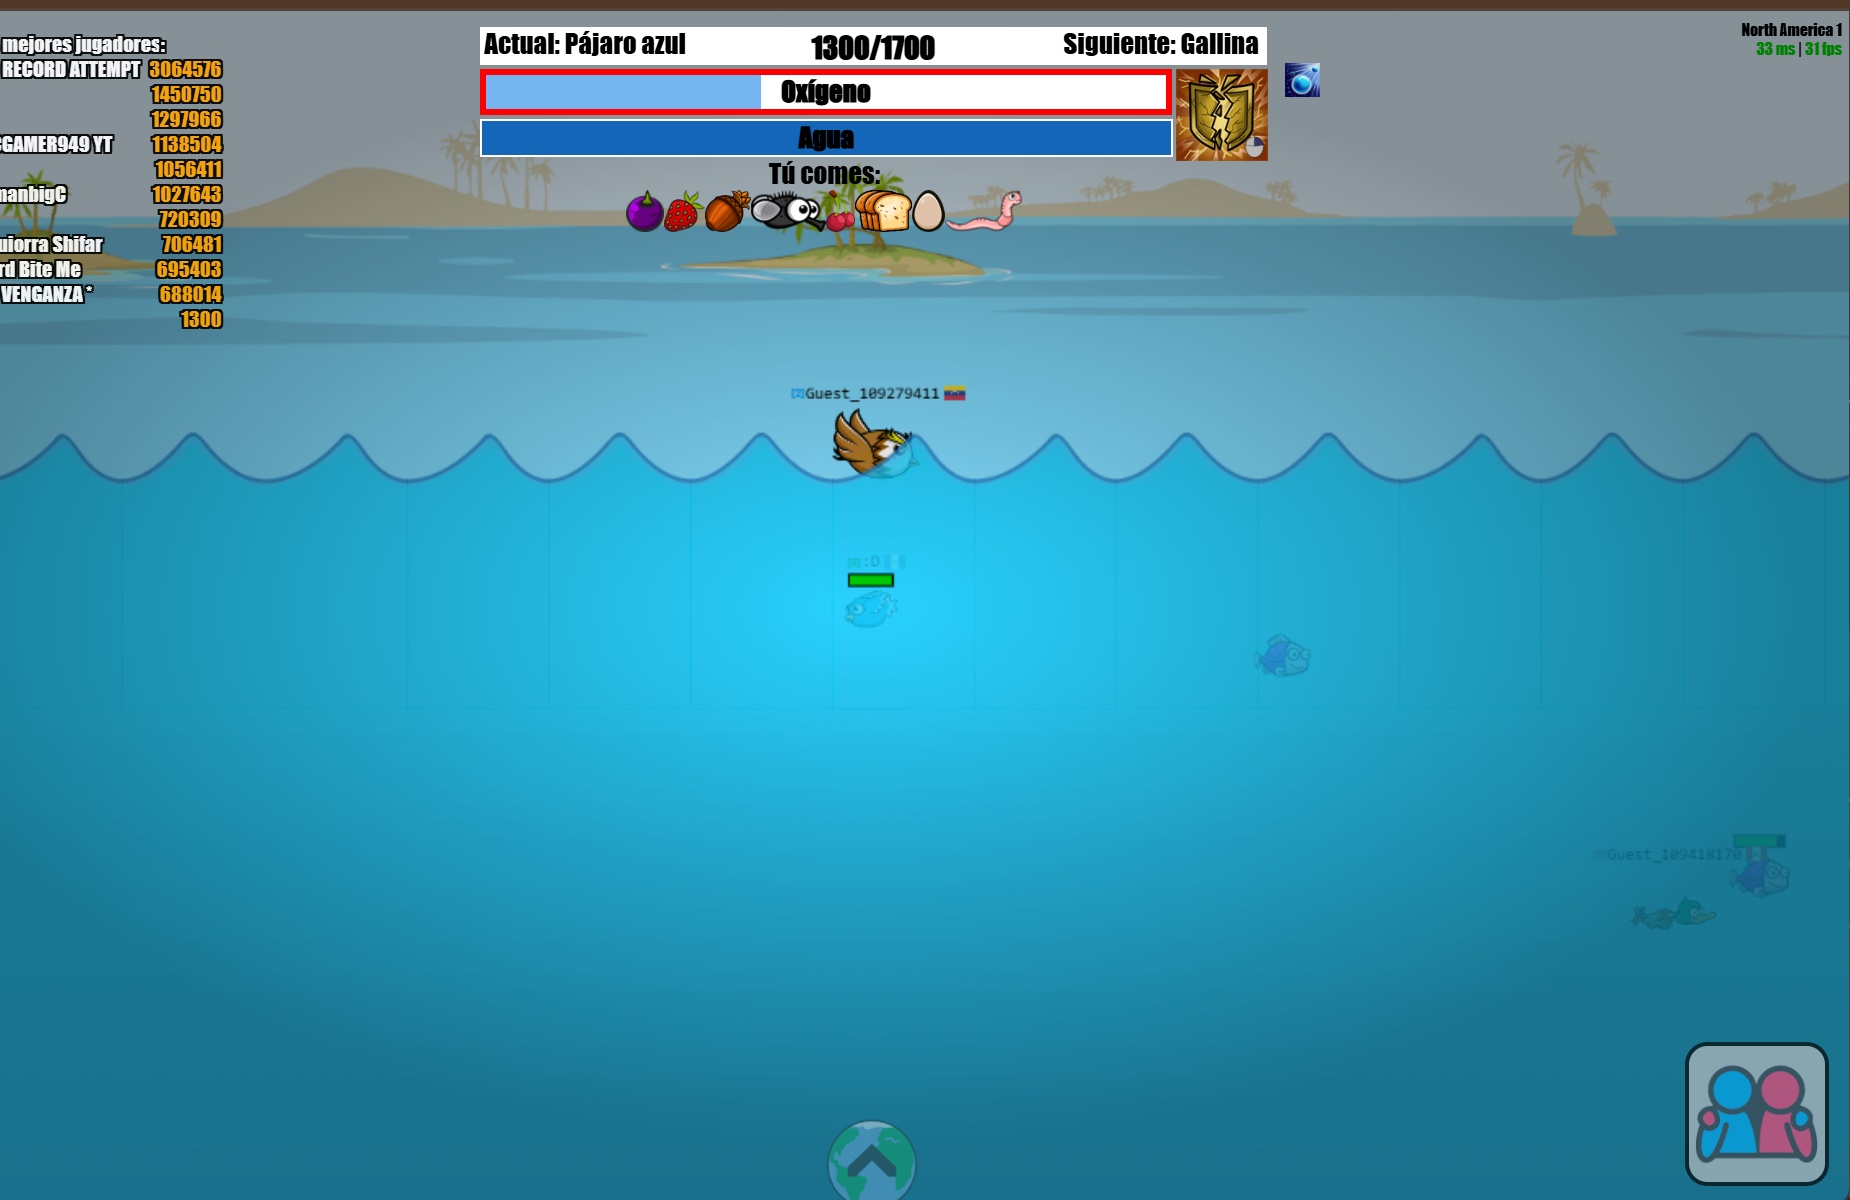 mejores jugadores:
RECORD ATTEMPT 3064576
1450750
1297966
GAMER949 YT 1138504
1056411
manbigC 1027643
720309
uiorra Shifar 706481
rd Bite Me 695403
VENGANZA * 688014
1300
Actual: Pájaro azul 1300/1700 Siguiente: Gallina
Oxígeno
Agua
Tú comes:
North America 1
33 ms | 31 fps
Guest_109279411
:D
Guest_109418170